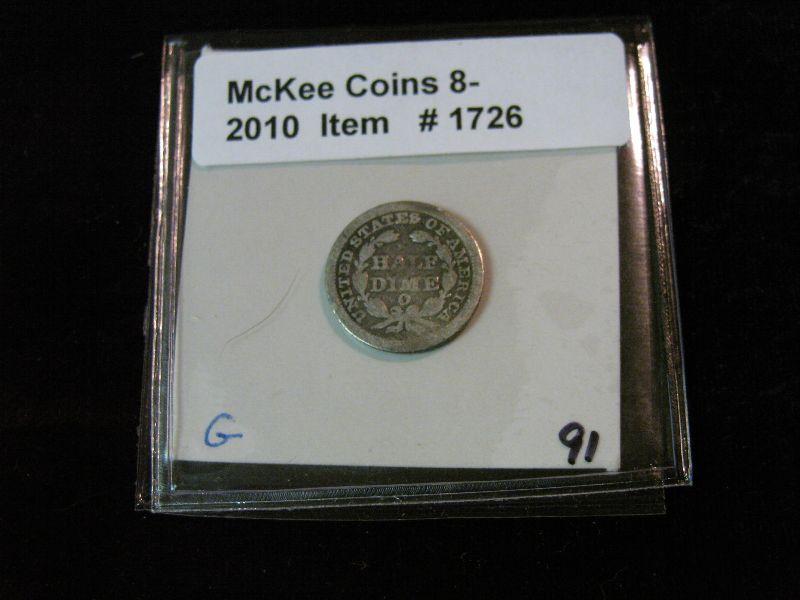 McKee Coins 8-
2010 Item # 1726
UNITED STATES OF AMERICA
HALF
DIME
O
G
91